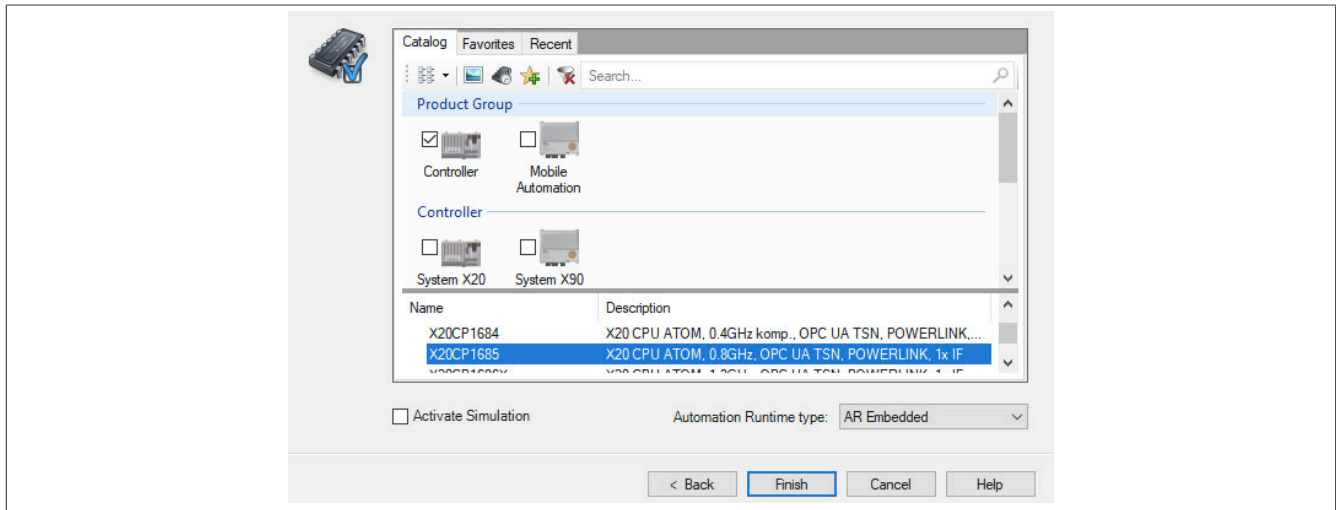 Catalog Favorites Recent
Search...
Product Group
Controller Mobile Automation
Controller
System X20 System X90
Name Description
X20CP1684 X20 CPU ATOM, 0.4GHz komp., OPC UA TSN, POWERLINK,...
X20CP1685 X20 CPU ATOM, 0.8GHz, OPC UA TSN, POWERLINK, 1x IF
Activate Simulation Automation Runtime type: AR Embedded
< Back Finish Cancel Help